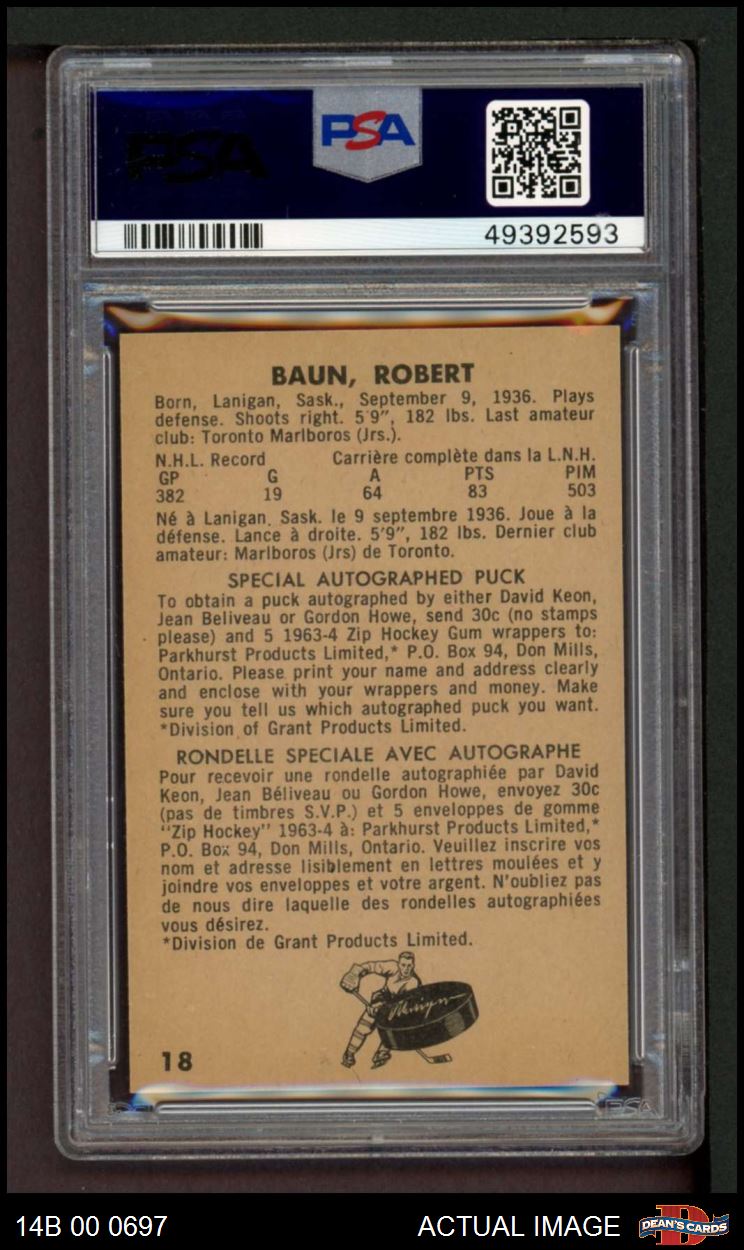 PSA
PSA
49392593
BAUN, ROBERT
Born, Lanigan, Sask., September 9, 1936. Plays
defense. Shoots right. 5'9", 182 lbs. Last amateur
club: Toronto Marlboros (Jrs.).
N.H.L. Record Carrière complète dans la L.N.H.
GP G A PTS PIM
382 19 64 83 503
Né à Lanigan, Sask. le 9 septembre 1936. Joue à la
défense. Lance à droite. 5'9", 182 lbs. Dernier club
amateur: Marlboros (Jrs) de Toronto.
SPECIAL AUTOGRAPHED PUCK
To obtain a puck autographed by either David Keon,
Jean Beliveau or Gordon Howe, send 30c (no stamps
please) and 5 1963-4 Zip Hockey Gum wrappers to:
Parkhurst Products Limited,* P.O. Box 94, Don Mills,
Ontario. Please print your name and address clearly
and enclose with your wrappers and money. Make
sure you tell us which autographed puck you want.
*Division of Grant Products Limited.
RONDELLE SPECIALE AVEC AUTOGRAPHE
Pour recevoir une rondelle autographiée par David
Keon, Jean Béliveau ou Gordon Howe, envoyez 30c
(pas de timbres S.V.P.) et 5 enveloppes de gomme
"Zip Hockey" 1963-4 à: Parkhurst Products Limited,*
P.O. Box 94, Don Mills, Ontario. Veuillez inscrire vos
nom et adresse lisiblement en lettres moulées et y
joindre vos enveloppes et votre argent. N'oubliez pas
de nous dire laquelle des rondelles autographiées
vous désirez.
*Division de Grant Products Limited.
18
PSA
14B 00 0697 ACTUAL IMAGE DEAN'S CARDS